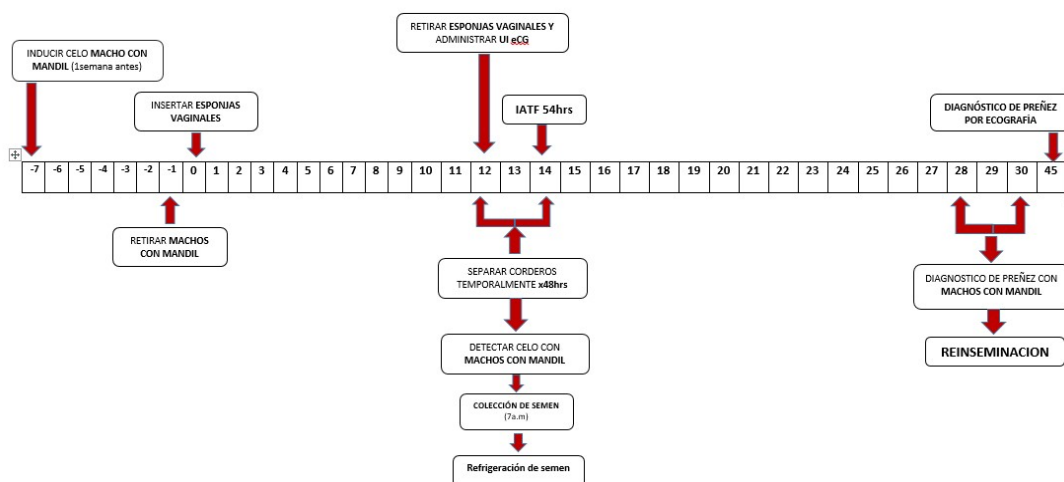 RETIRAR ESPONJAS VAGINALES Y
ADMINISTRAR UI eCG
INDUCIR CELO MACHO CON
MANDIL (1semana antes)
INSERTAR ESPONJAS
VAGINALES
IATF 54hrs
DIAGNÓSTICO DE PREÑEZ
POR ECOGRAFÍA
-7 -6 -5 -4 -3 -2 -1 0 1 2 3 4 5 6 7 8 9 10 11 12 13 14 15 16 17 18 19 20 21 22 23 24 25 26 27 28 29 30 45
RETIRAR MACHOS
CON MANDIL
SEPARAR CORDEROS
TEMPORALMENTE x48hrs
DIAGNOSTICO DE PREÑEZ CON
MACHOS CON MANDIL
DETECTAR CELO CON
MACHOS CON MANDIL
REINSEMINACION
COLECCIÓN DE SEMEN
(7a.m)
Refrigeración de semen